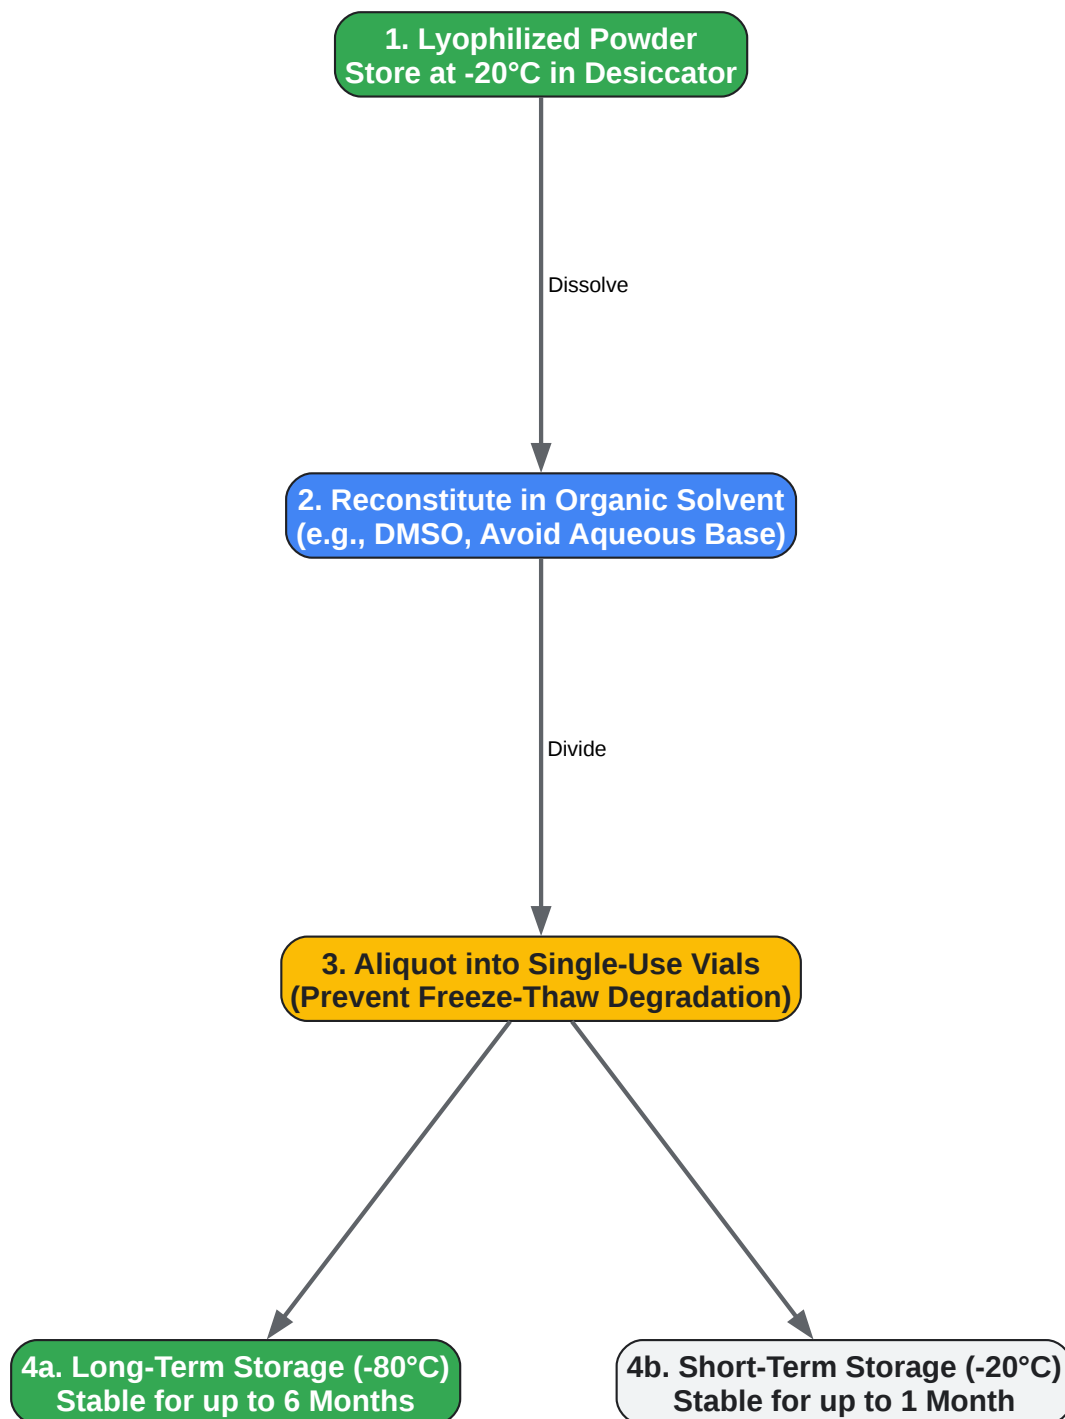 1. Lyophilized Powder
Store at -20°C in Desiccator
Dissolve
2. Reconstitute in Organic Solvent
(e.g., DMSO, Avoid Aqueous Base)
Divide
3. Aliquot into Single-Use Vials
(Prevent Freeze-Thaw Degradation)
4a. Long-Term Storage (-80°C)
Stable for up to 6 Months
4b. Short-Term Storage (-20°C)
Stable for up to 1 Month